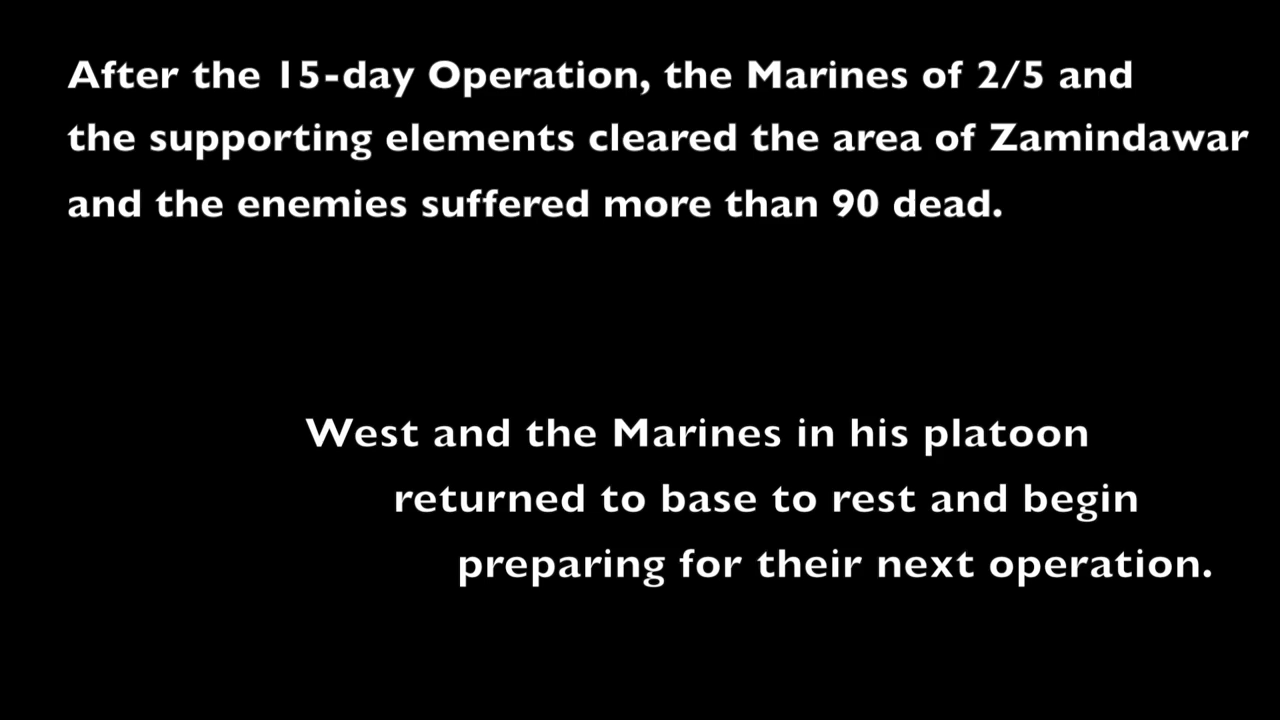 After the 15-day Operation, the Marines of 2/5 and
the supporting elements cleared the area of Zamindawar
and the enemies suffered more than 90 dead.
West and the Marines in his platoon
returned to base to rest and begin
preparing for their next operation.